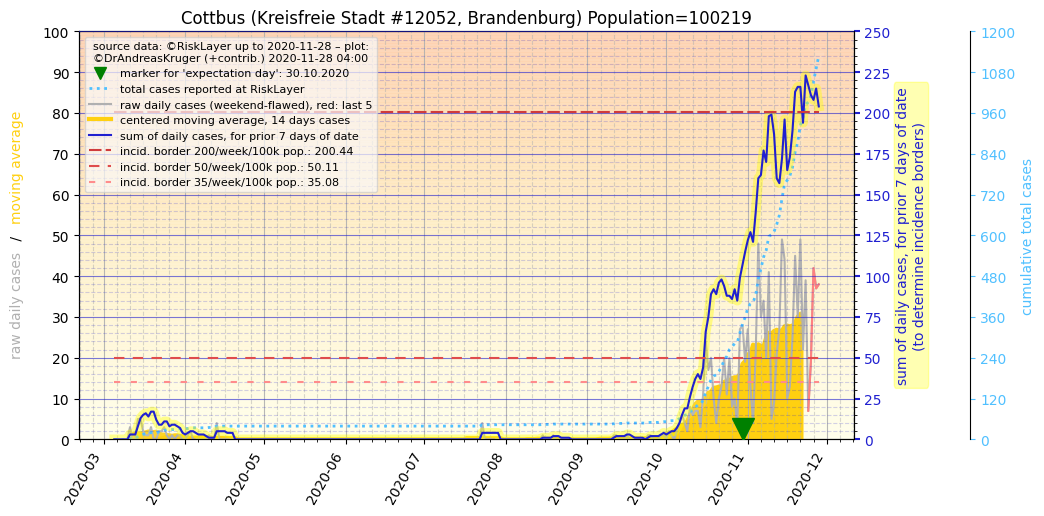 Cottbus (Kreisfreie Stadt #12052, Brandenburg) Population=100219
source data: ©RiskLayer up to 2020-11-28 – plot:
©DrAndreasKruger (+contrib.) 2020-11-28 04:00
marker for 'expectation day': 30.10.2020
total cases reported at RiskLayer
raw daily cases (weekend-flawed), red: last 5
centered moving average, 14 days cases
sum of daily cases, for prior 7 days of date
incid. border 200/week/100k pop.: 200.44
incid. border 50/week/100k pop.: 50.11
incid. border 35/week/100k pop.: 35.08
raw daily cases / moving average
100
90
80
70
60
50
40
30
20
10
0
2020-03
2020-04
2020-05
2020-06
2020-07
2020-08
2020-09
2020-10
2020-11
2020-12
250
225
200
175
150
125
100
75
50
25
0
sum of daily cases, for prior 7 days of date
(to determine incidence borders)
1200
1080
960
840
720
600
480
360
240
120
0
cumulative total cases